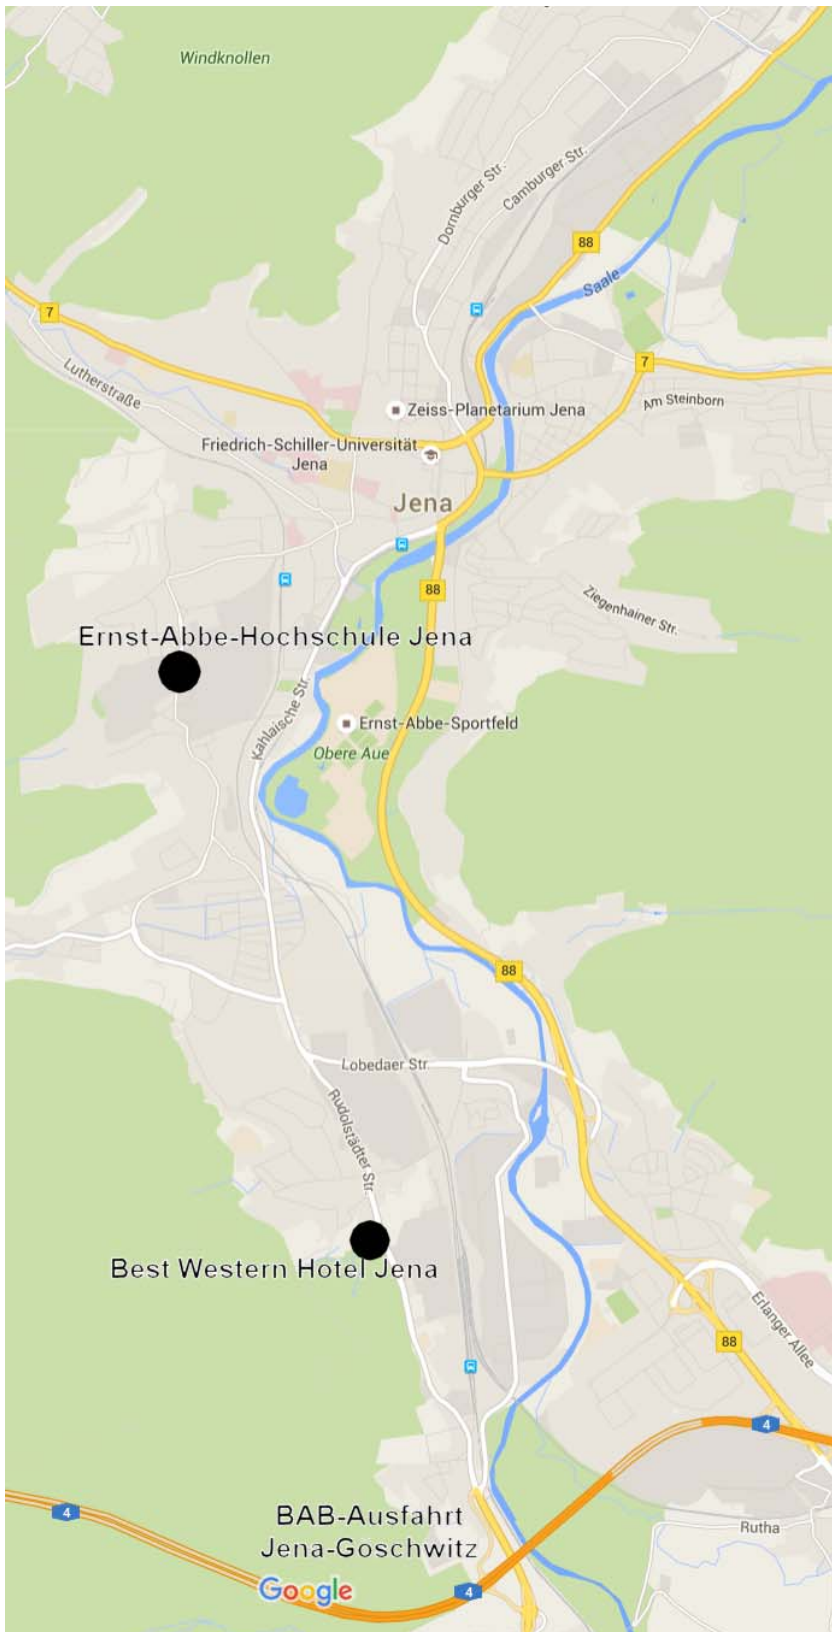 Windknollen
Dornburger Str.
Camburger Str.
88
Saale
7
7
Lutherstraße
Zeiss-Planetarium Jena
Am Steinborn
Friedrich-Schiller-Universität
Jena
Jena
88
Ziegenhainer Str.
Ernst-Abbe-Hochschule Jena
Kahlaische Str.
Ernst-Abbe-Sportfeld
Obere Aue
88
Lobedaer Str.
Rudolstädter Str.
Best Western Hotel Jena
Erlanger Allee
88
4
4
BAB-Ausfahrt
Jena-Goschwitz
Rutha
Google
4